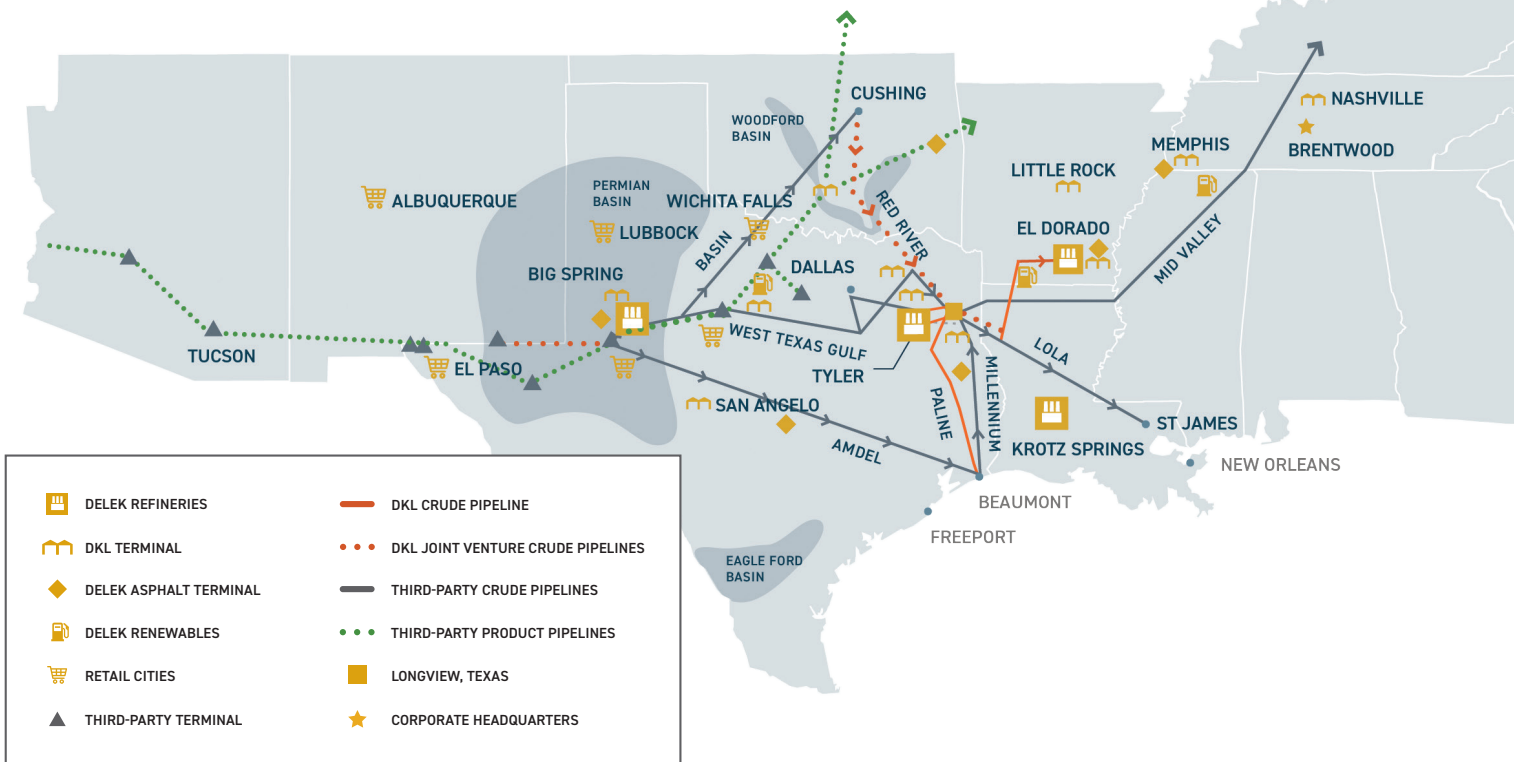 CUSHING
WOODFORD
BASIN
NASHVILLE
BRENTWOOD
MEMPHIS
LITTLE ROCK
PERMIAN
BASIN
ALBUQUERQUE
WICHITA FALLS
LUBBOCK
RED RIVER
EL DORADO
BASIN
MID VALLEY
BIG SPRING
DALLAS
WEST TEXAS GULF
TUCSON
EL PASO
TYLER
LOLA
MILLENNIUM
PALINE
SAN ANGELO
AMDEL
KROTZ SPRINGS
ST JAMES
NEW ORLEANS
BEAUMONT
FREEPORT
EAGLE FORD
BASIN
DELEK REFINERIES
DKL TERMINAL
DELEK ASPHALT TERMINAL
DELEK RENEWABLES
RETAIL CITIES
THIRD-PARTY TERMINAL
DKL CRUDE PIPELINE
DKL JOINT VENTURE CRUDE PIPELINES
THIRD-PARTY CRUDE PIPELINES
THIRD-PARTY PRODUCT PIPELINES
LONGVIEW, TEXAS
CORPORATE HEADQUARTERS